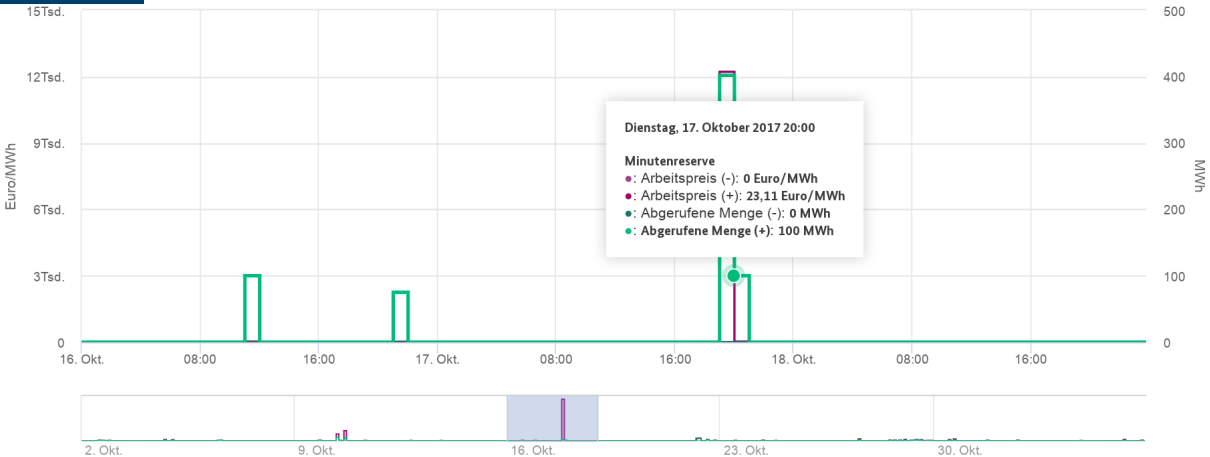 15Tsd.
12Tsd.
9Tsd.
6Tsd.
3Tsd.
0
Euro/MWh
500
400
300
200
100
0
MWh
Dienstag, 17. Oktober 2017 20:00
Minutenreserve
●: Arbeitspreis (-): 0 Euro/MWh
●: Arbeitspreis (+): 23,11 Euro/MWh
●: Abgerufene Menge (-): 0 MWh
●: Abgerufene Menge (+): 100 MWh
16. Okt. 08:00 16:00 17. Okt. 08:00 16:00 18. Okt. 08:00 16:00
2. Okt. 9. Okt. 16. Okt. 23. Okt. 30. Okt.